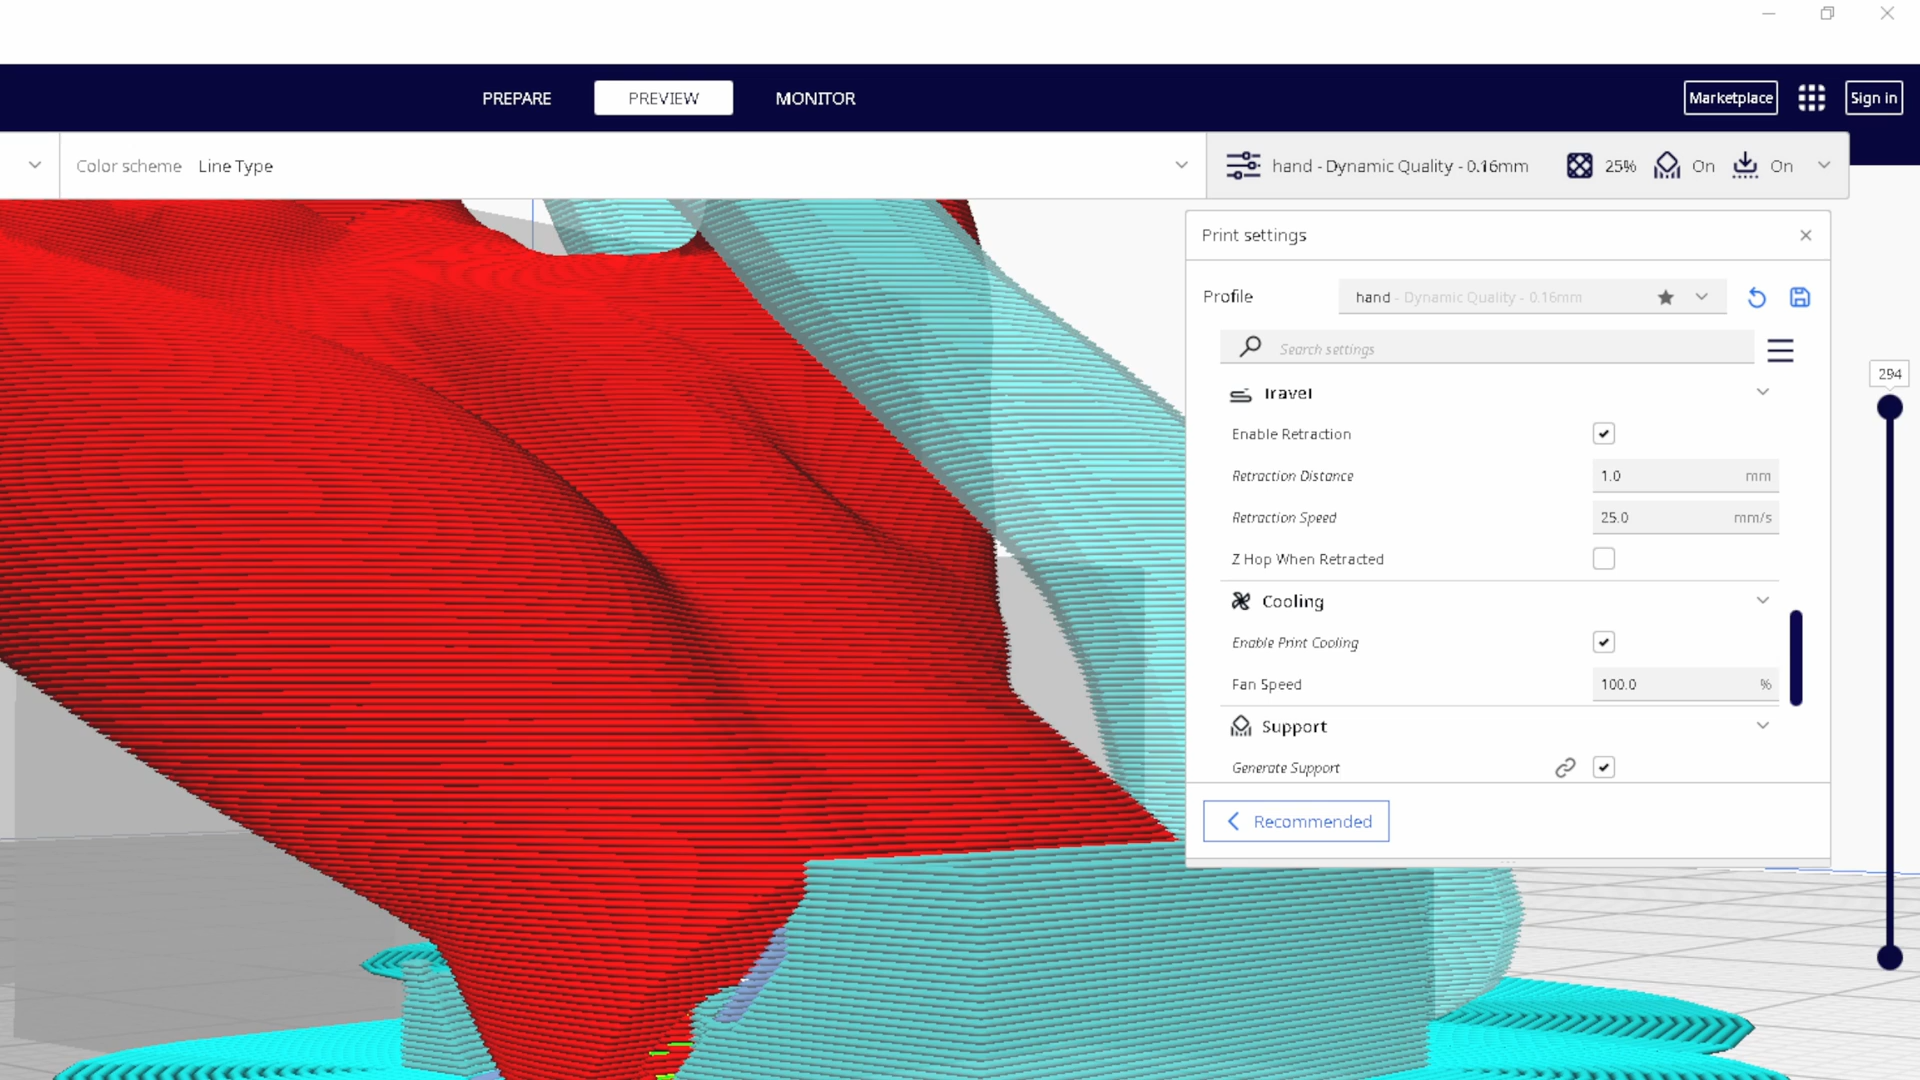 PREPARE PREVIEW MONITOR Marketplace Sign in
Color scheme Line Type hand - Dynamic Quality - 0.16mm 25% On On
Print settings
Profile hand - Dynamic Quality - 0.16mm
Search settings
294
Travel
Enable Retraction
Retraction Distance 1.0 mm
Retraction Speed 25.0 mm/s
Z Hop When Retracted
Cooling
Enable Print Cooling
Fan Speed 100.0 %
Support
Generate Support
Recommended